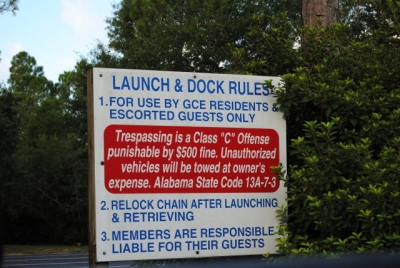 LAUNCH & DOCK RULES
1. FOR USE BY GCE RESIDENTS &
ESCORTED GUESTS ONLY
Trespassing is a Class "C" Offense
punishable by $500 fine. Unauthorized
vehicles will be towed at owner's
expense. Alabama State Code 13A-7-3
2. RELOCK CHAIN AFTER LAUNCHING
& RETRIEVING
3. MEMBERS ARE RESPONSIBLE
LIABLE FOR THEIR GUESTS